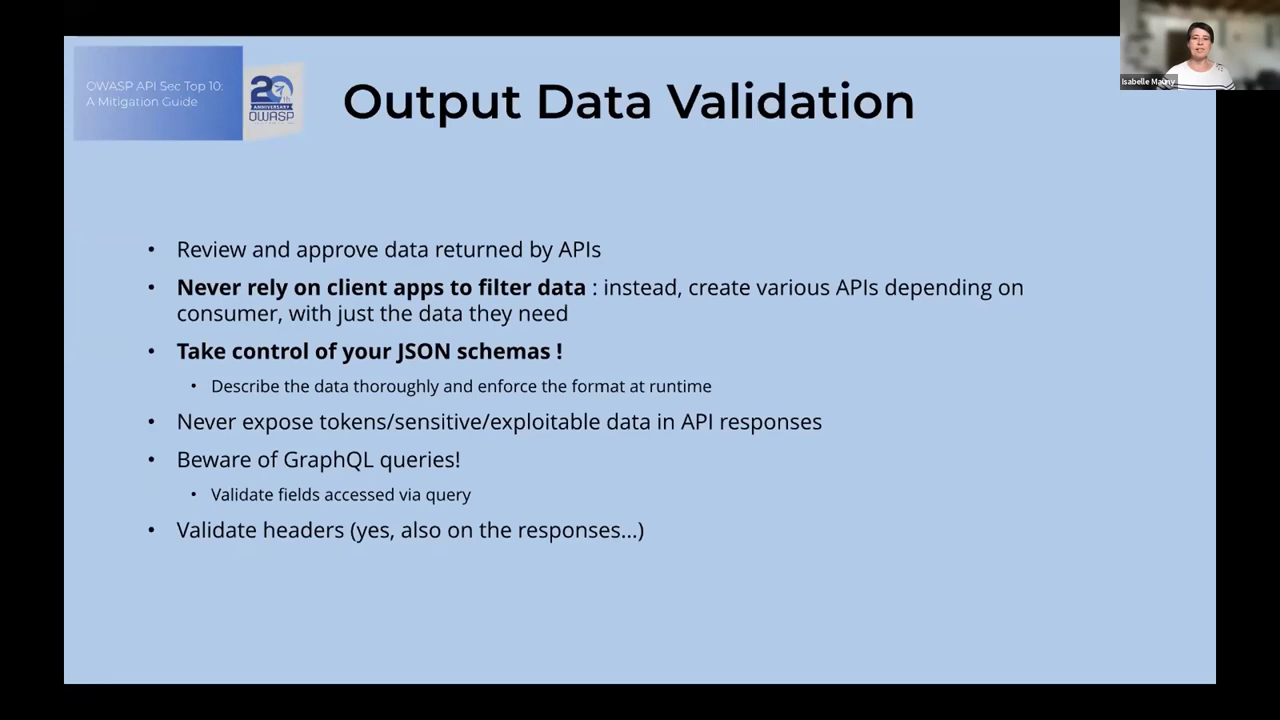 OWASP API Sec Top 10:
A Mitigation Guide
20th
ANNIVERSARY
OWASP
Output Data Validation
Isabelle Mauny
• Review and approve data returned by APIs
• Never rely on client apps to filter data : instead, create various APIs depending on
consumer, with just the data they need
• Take control of your JSON schemas !
• Describe the data thoroughly and enforce the format at runtime
• Never expose tokens/sensitive/exploitable data in API responses
• Beware of GraphQL queries!
• Validate fields accessed via query
• Validate headers (yes, also on the responses...)